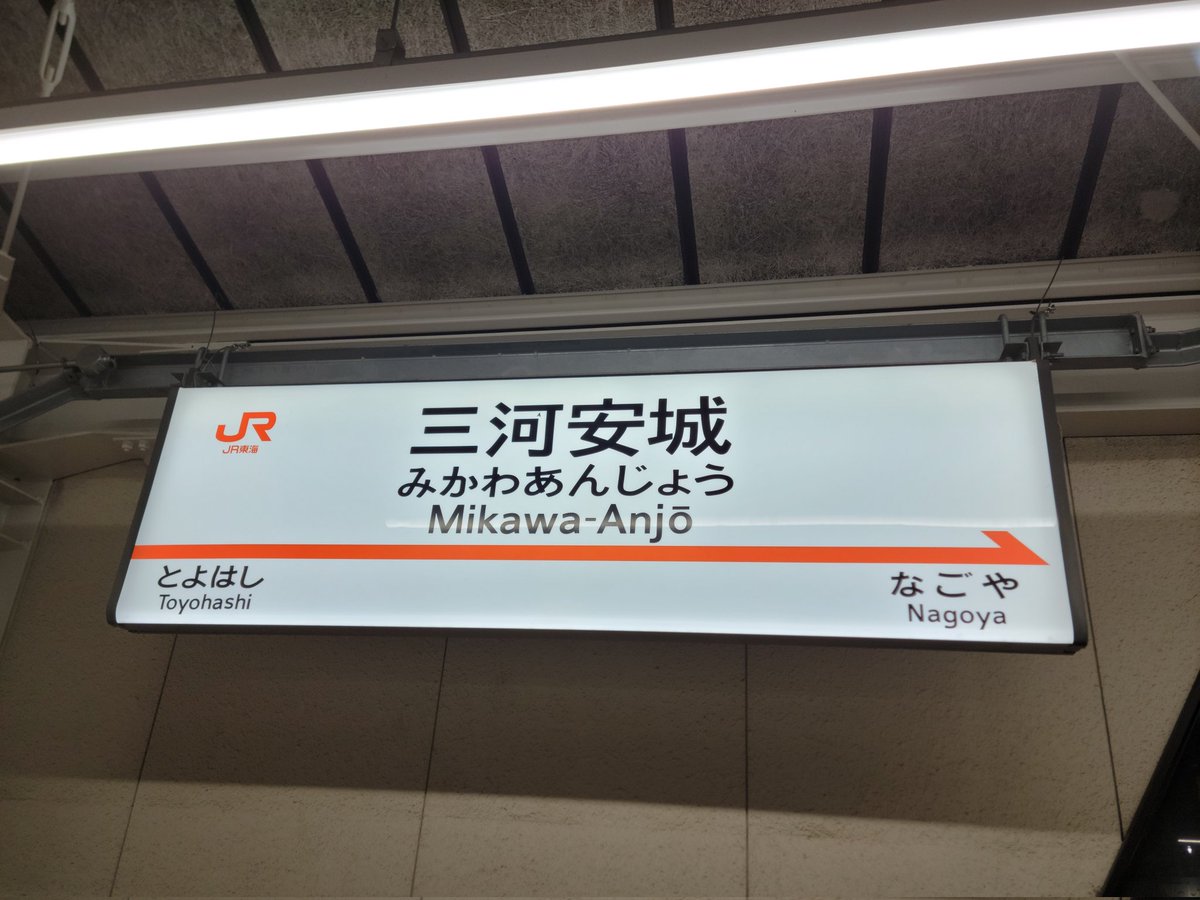 JR
JR東海
三河安城
みかわあんじょう
Mikawa-Anjō
とよはし
Toyohashi
なごや
Nagoya